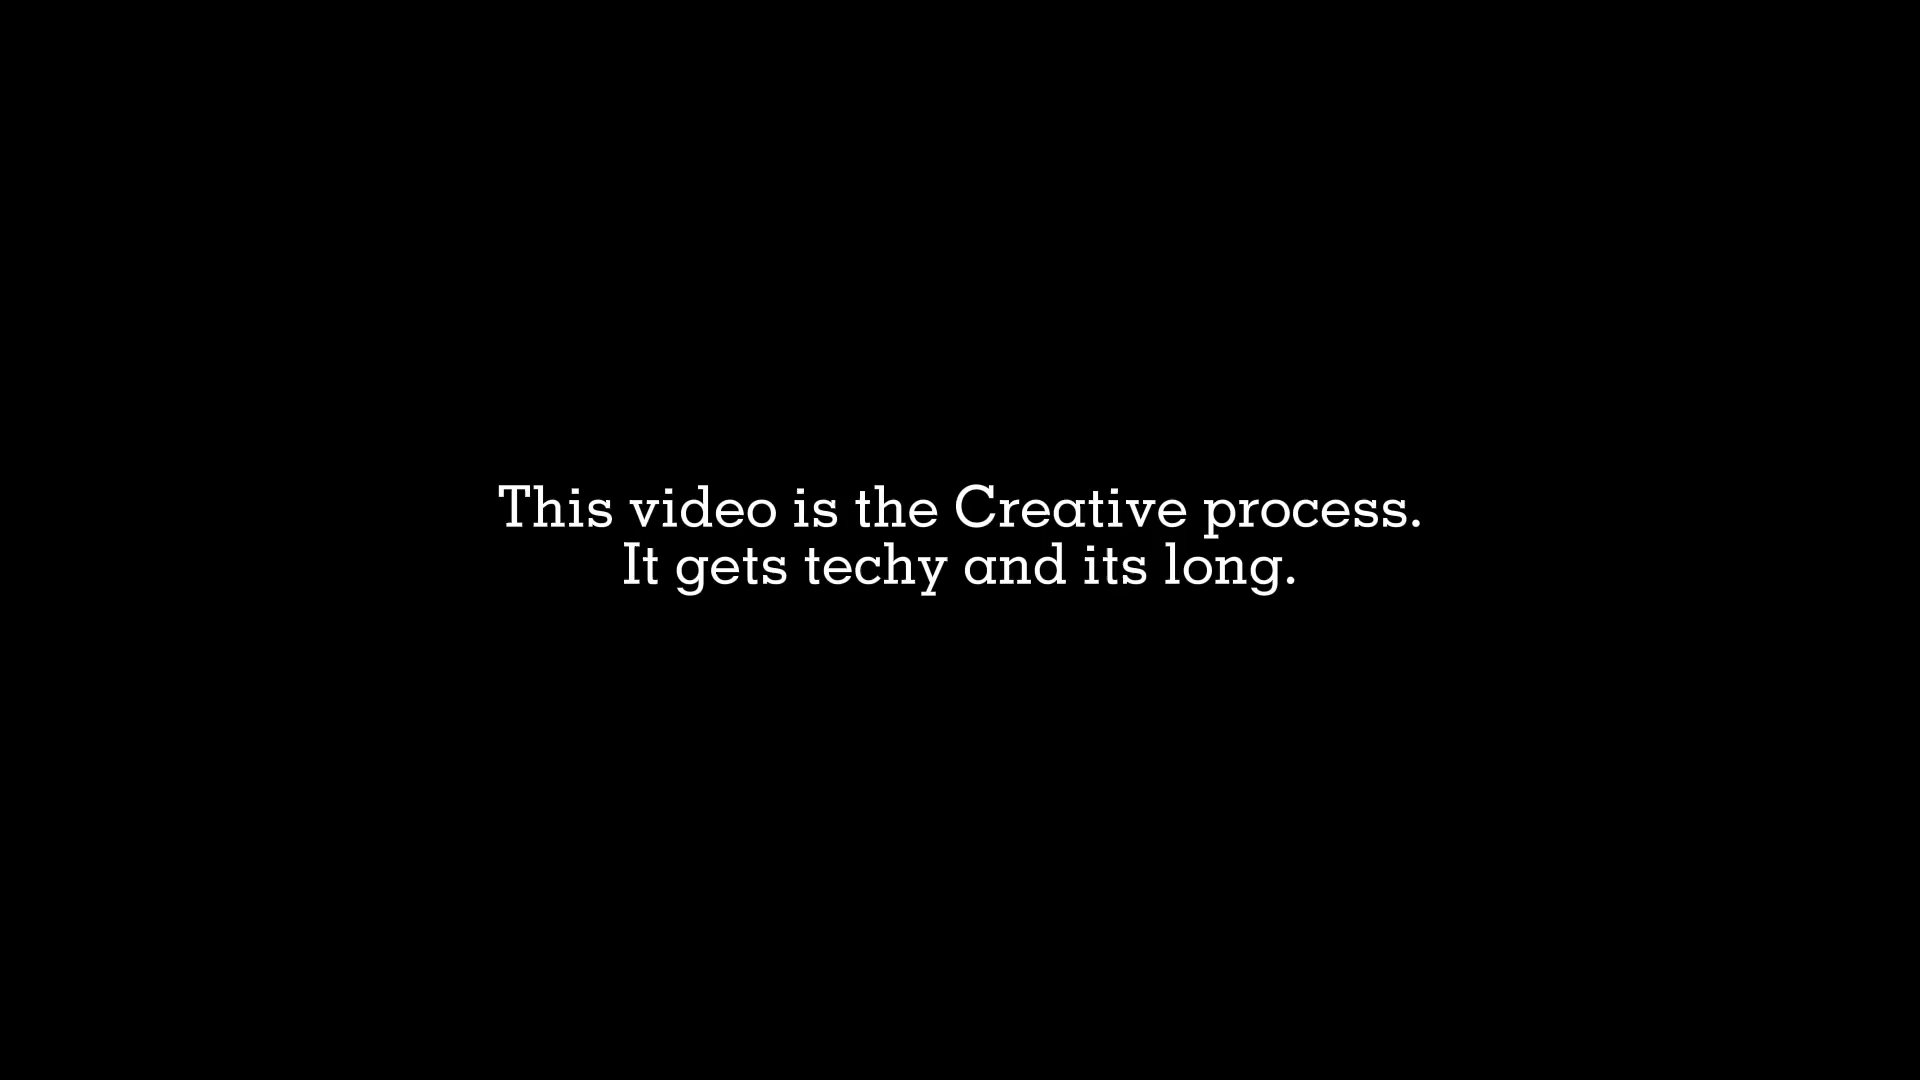 This video is the Creative process.
It gets techy and its long.